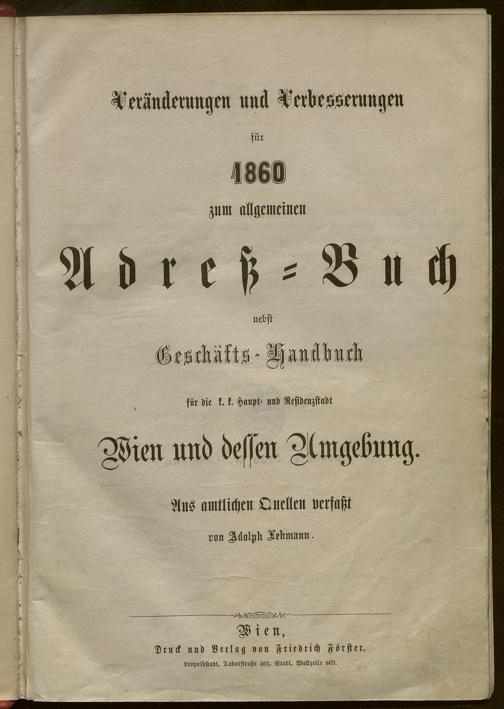 Veränderungen und Verbesserungen
für
1860
zum allgemeinen
Adreß-Buch
nebst
Geschäfts-Handbuch
für die k. k. Haupt- und Residenzstadt
Wien und dessen Umgebung.
Aus amtlichen Quellen verfaßt
von Adolph Lehmann.
Wien,
Druck und Verlag von Friedrich Förster.
Leopoldstadt, Taborstraße 367, Stadt, Wollzeile 869.